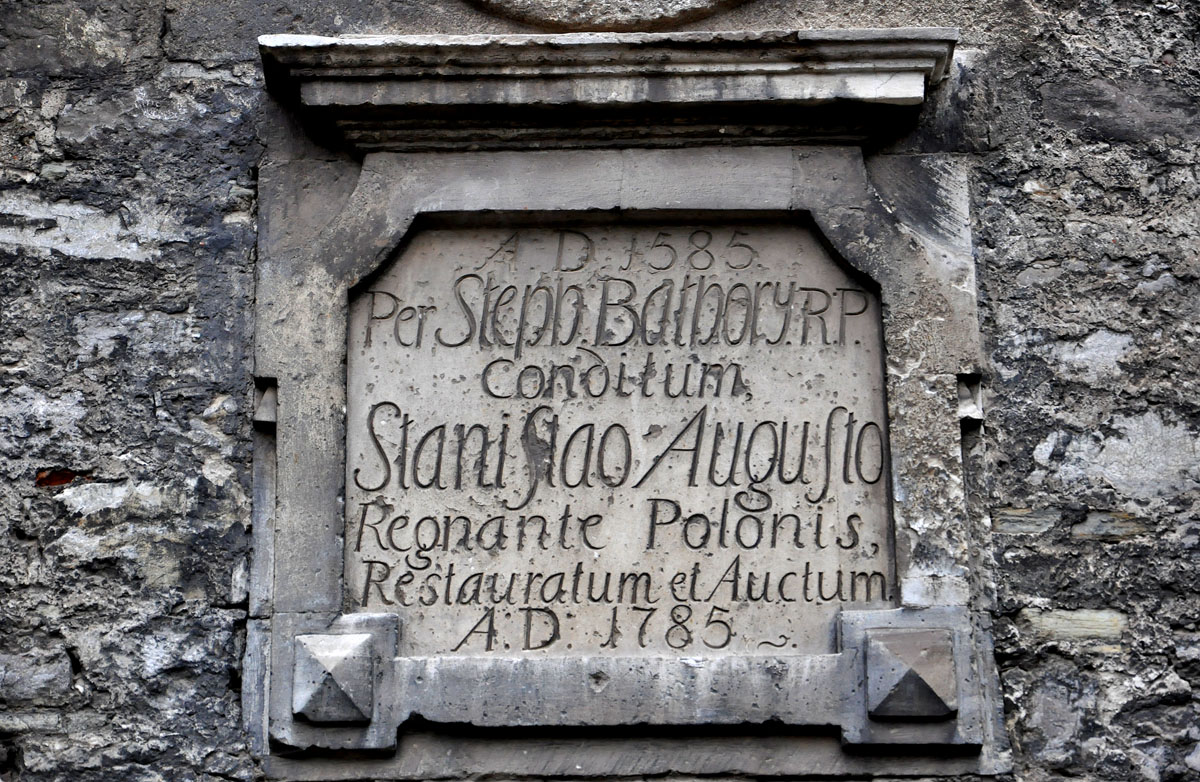 A. D. 1585.
Per Steph. Bathory. R.P.
Conditum,
Staniſlao Auguſto
Regnante Polonis,
Restauratum et Auctum.
A. D: 1785 ~